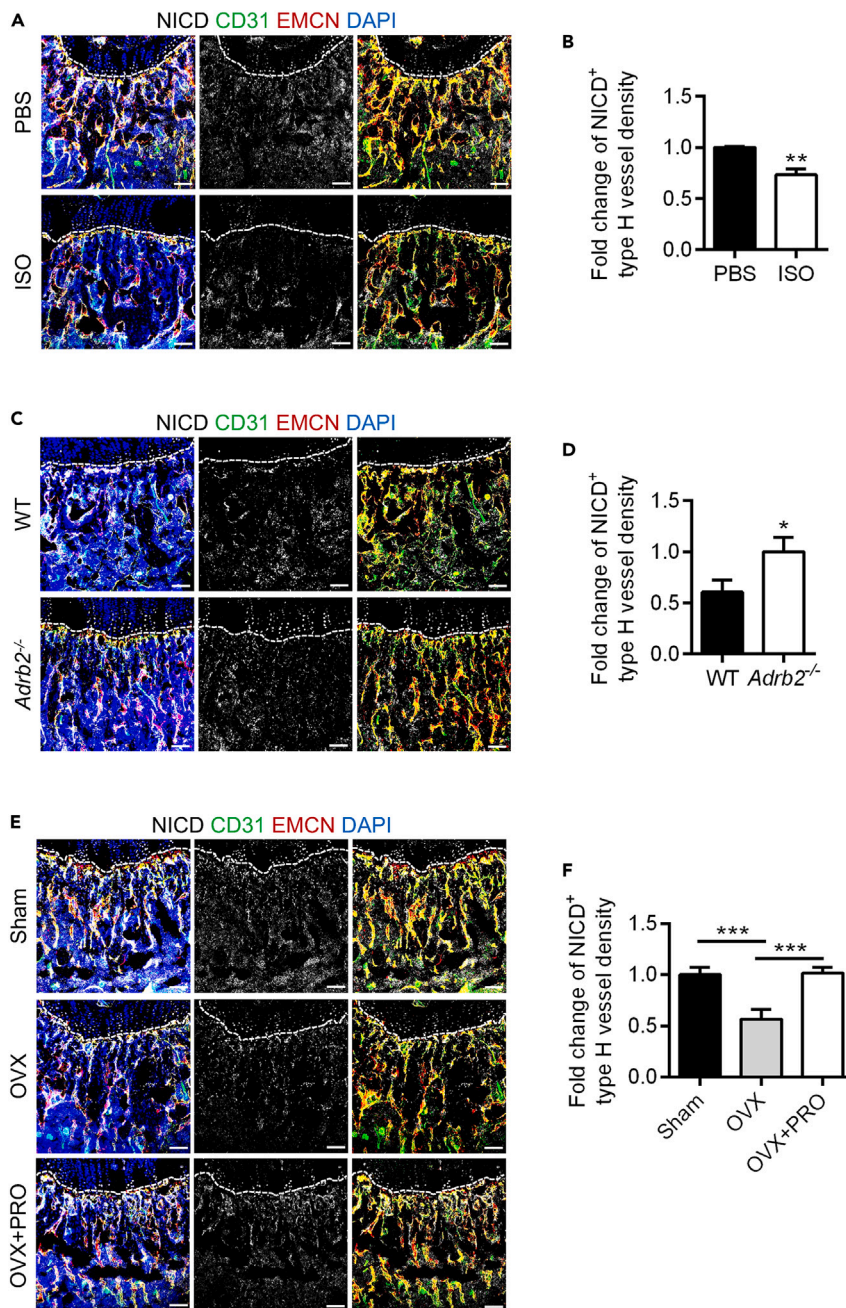 A
NICD CD31 EMCN DAPI
PBS
ISO
B
Fold change of NICD+
type H vessel density
1.5
1.0
0.5
0.0
**
PBS ISO
C
NICD CD31 EMCN DAPI
WT
Adrb2-/-
D
Fold change of NICD+
type H vessel density
1.5
1.0
0.5
0.0
*
WT Adrb2-/-
E
NICD CD31 EMCN DAPI
Sham
OVX
OVX+PRO
F
Fold change of NICD+
type H vessel density
1.5
1.0
0.5
0.0
*** ***
Sham
OVX
OVX+PRO